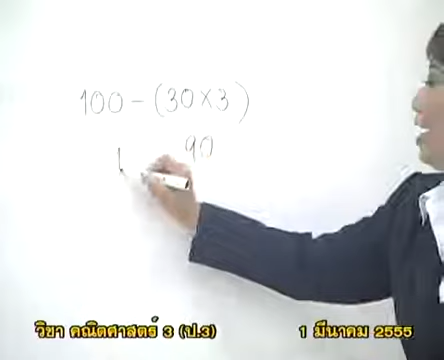 100 - (30 × 3)
90
วิชา คณิตศาสตร์ 3 (ป.3)
1 มีนาคม 2555